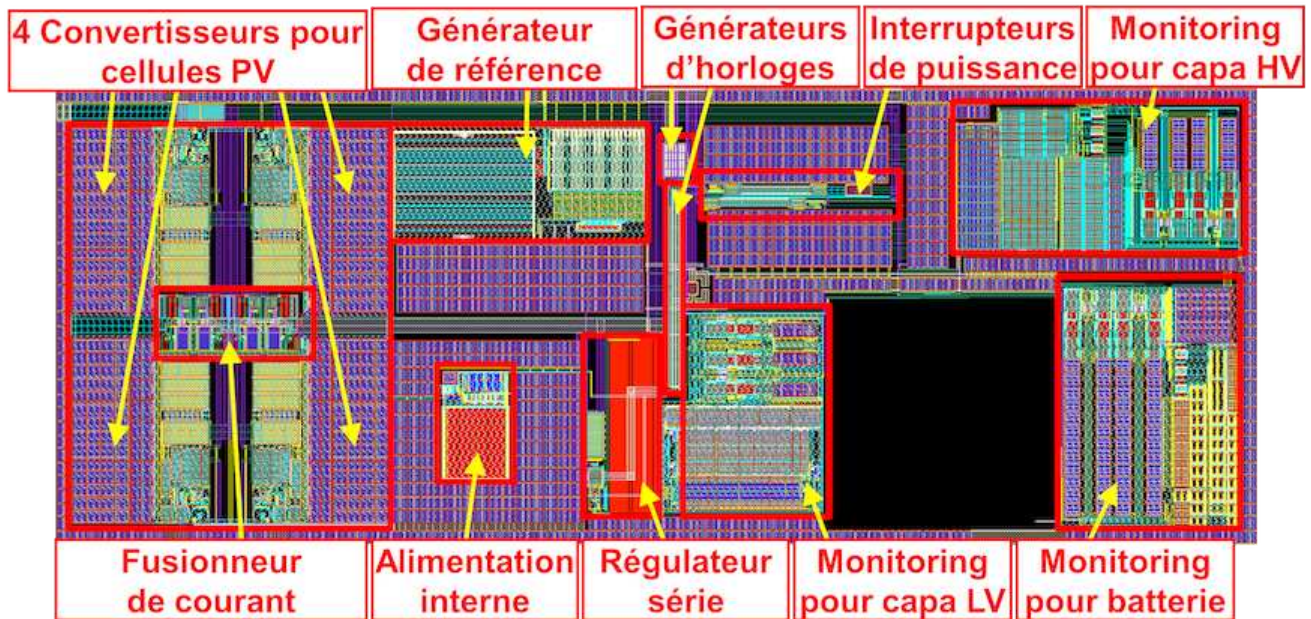 4 Convertisseurs pour
cellules PV
Générateur
de référence
Générateurs
d'horloges
Interrupteurs
de puissance
Monitoring
pour capa HV
Fusionneur
de courant
Alimentation
interne
Régulateur
série
Monitoring
pour capa LV
Monitoring
pour batterie